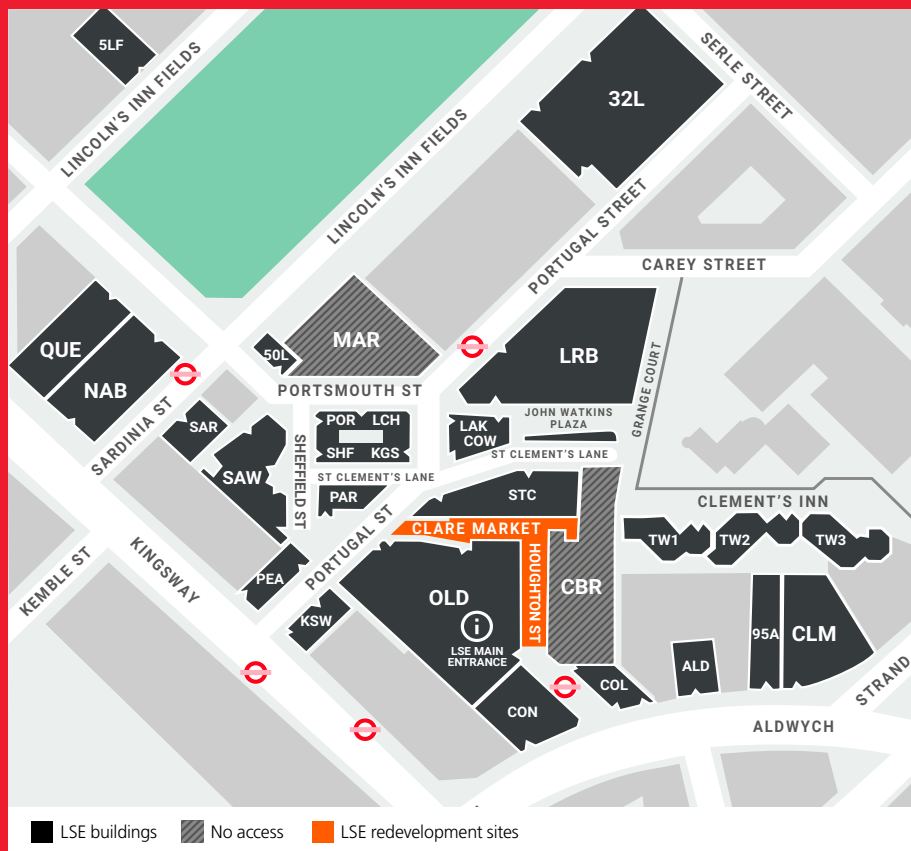 5LF
LINCOLN'S INN FIELDS
SERLE STREET
32L
LINCOLN'S INN FIELDS
PORTUGAL STREET
CAREY STREET
MAR
50L
QUE
NAB
LRB
GRANGE COURT
PORTSMOUTH ST
SARDINIA ST
SAR
SAW
SHEFFIELD ST
POR
LCH
SHF
KGS
LAK
COW
JOHN WATKINS
PLAZA
ST CLEMENT'S LANE
ST CLEMENT'S LANE
PAR
STC
CLEMENT'S INN
PORTUGAL ST
CLARE MARKET
HOUGHTON ST
TW1
TW2
TW3
KEMBLE ST
KINGSWAY
PEA
KSW
OLD
i
LSE MAIN
ENTRANCE
CBR
95A
CLM
ALD
COL
CON
STRAND
ALDWYCH
LSE buildings
No access
LSE redevelopment sites